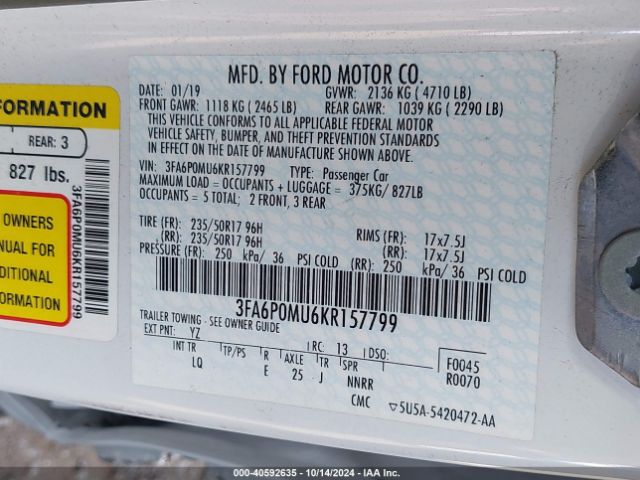 FORMATION
REAR: 3
827 lbs.
3FA6P0MU6KR157799
OWNERS
NUAL FOR
DITIONAL
FORMATION
MFD. BY FORD MOTOR CO.
DATE: 01/19 GVWR: 2136 KG (4710 LB)
FRONT GAWR: 1118 KG (2465 LB) REAR GAWR: 1039 KG (2290 LB)
THIS VEHICLE CONFORMS TO ALL APPLICABLE FEDERAL MOTOR
VEHICLE SAFETY, BUMPER, AND THEFT PREVENTION STANDARDS
IN EFFECT ON THE DATE OF MANUFACTURE SHOWN ABOVE.
VIN: 3FA6P0MU6KR157799 TYPE: Passenger Car
MAXIMUM LOAD = OCCUPANTS + LUGGAGE = 375KG/ 827LB
OCCUPANTS = 5 TOTAL; 2 FRONT, 3 REAR
TIRE (FR): 235/50R17 96H RIMS (FR): 17x7.5J
(RR): 235/50R17 96H (RR): 17x7.5J
PRESSURE (FR): 250 kPa/ 36 PSI COLD (RR): 250 kPa/ 36 PSI COLD
3FA6P0MU6KR157799
TRAILER TOWING - SEE OWNER GUIDE
EXT PNT: YZ RC: 13 DSO: F0045
INT TR TP/PS R AXLE TR SPR R0070
LQ E 25 J NNRR
CMC ▽5U5A-5420472-AA
000-40592635 - 10/14/2024 - IAA Inc.